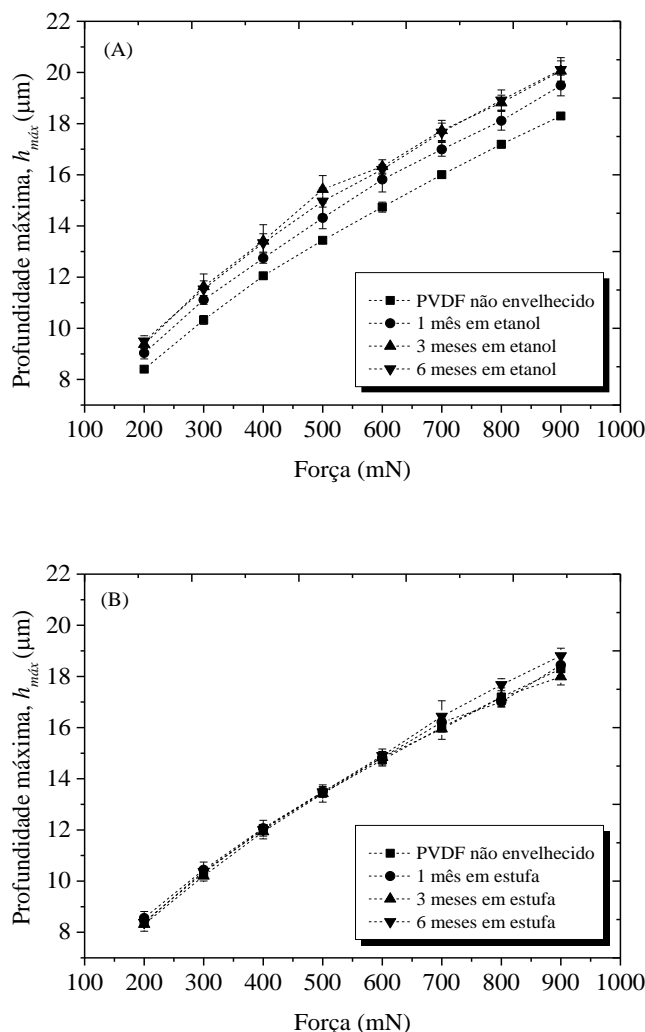 22
(A)
20
18
16
14
12
10
8
Profundidade máxima, hmáx (μm)
PVDF não envelhecido
1 mês em etanol
3 meses em etanol
6 meses em etanol
100 200 300 400 500 600 700 800 900 1000
Força (mN)
22
(B)
20
18
16
14
12
10
8
Profundidade máxima, hmáx (μm)
PVDF não envelhecido
1 mês em estufa
3 meses em estufa
6 meses em estufa
100 200 300 400 500 600 700 800 900 1000
Força (mN)